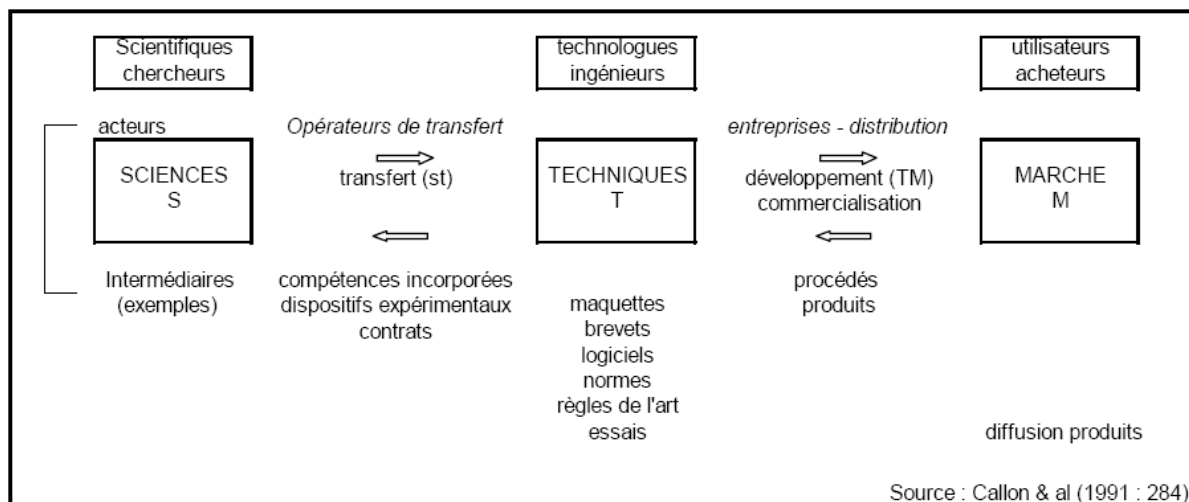 Scientifiques
chercheurs
technologues
ingénieurs
utilisateurs
acheteurs
acteurs
Opérateurs de transfert
entreprises - distribution
SCIENCES
S
transfert (st)
TECHNIQUES
T
développement (TM)
commercialisation
MARCHE
M
Intermédiaires
(exemples)
compétences incorporées
dispositifs expérimentaux
contrats
maquettes
brevets
logiciels
normes
règles de l'art
essais
procédés
produits
diffusion produits
Source : Callon & al (1991 : 284)